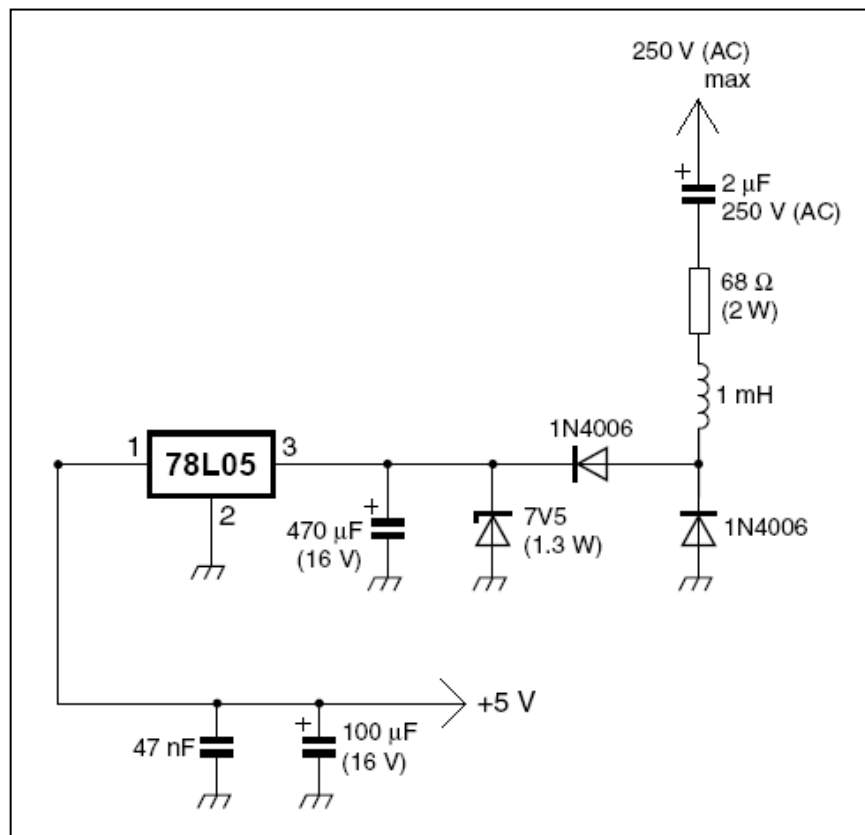 250 V (AC)
max
+
2 µF
250 V (AC)
68 Ω
(2 W)
1 mH
1N4006
1
78L05
3
2
+
470 µF
(16 V)
7V5
(1.3 W)
1N4006
+5 V
47 nF
+
100 µF
(16 V)